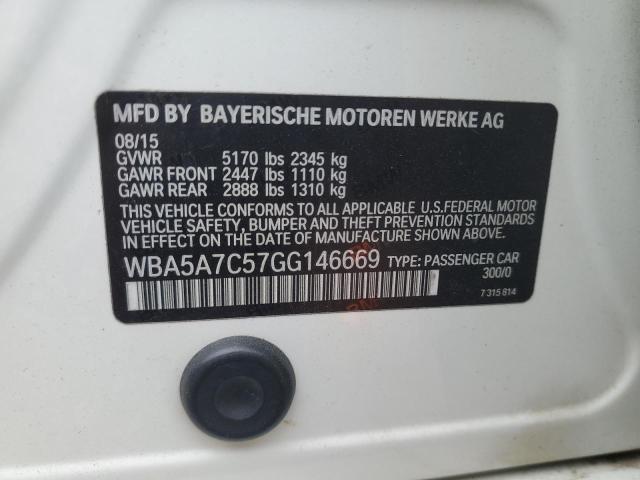 MFD BY BAYERISCHE MOTOREN WERKE AG
08/15
GVWR 5170 lbs 2345 kg
GAWR FRONT 2447 lbs 1110 kg
GAWR REAR 2888 lbs 1310 kg
THIS VEHICLE CONFORMS TO ALL APPLICABLE U.S.FEDERAL MOTOR
VEHICLE SAFETY, BUMPER AND THEFT PREVENTION STANDARDS
IN EFFECT ON THE DATE OF MANUFACTURE SHOWN ABOVE.
WBA5A7C57GG146669 TYPE: PASSENGER CAR
300/0
7 315 814